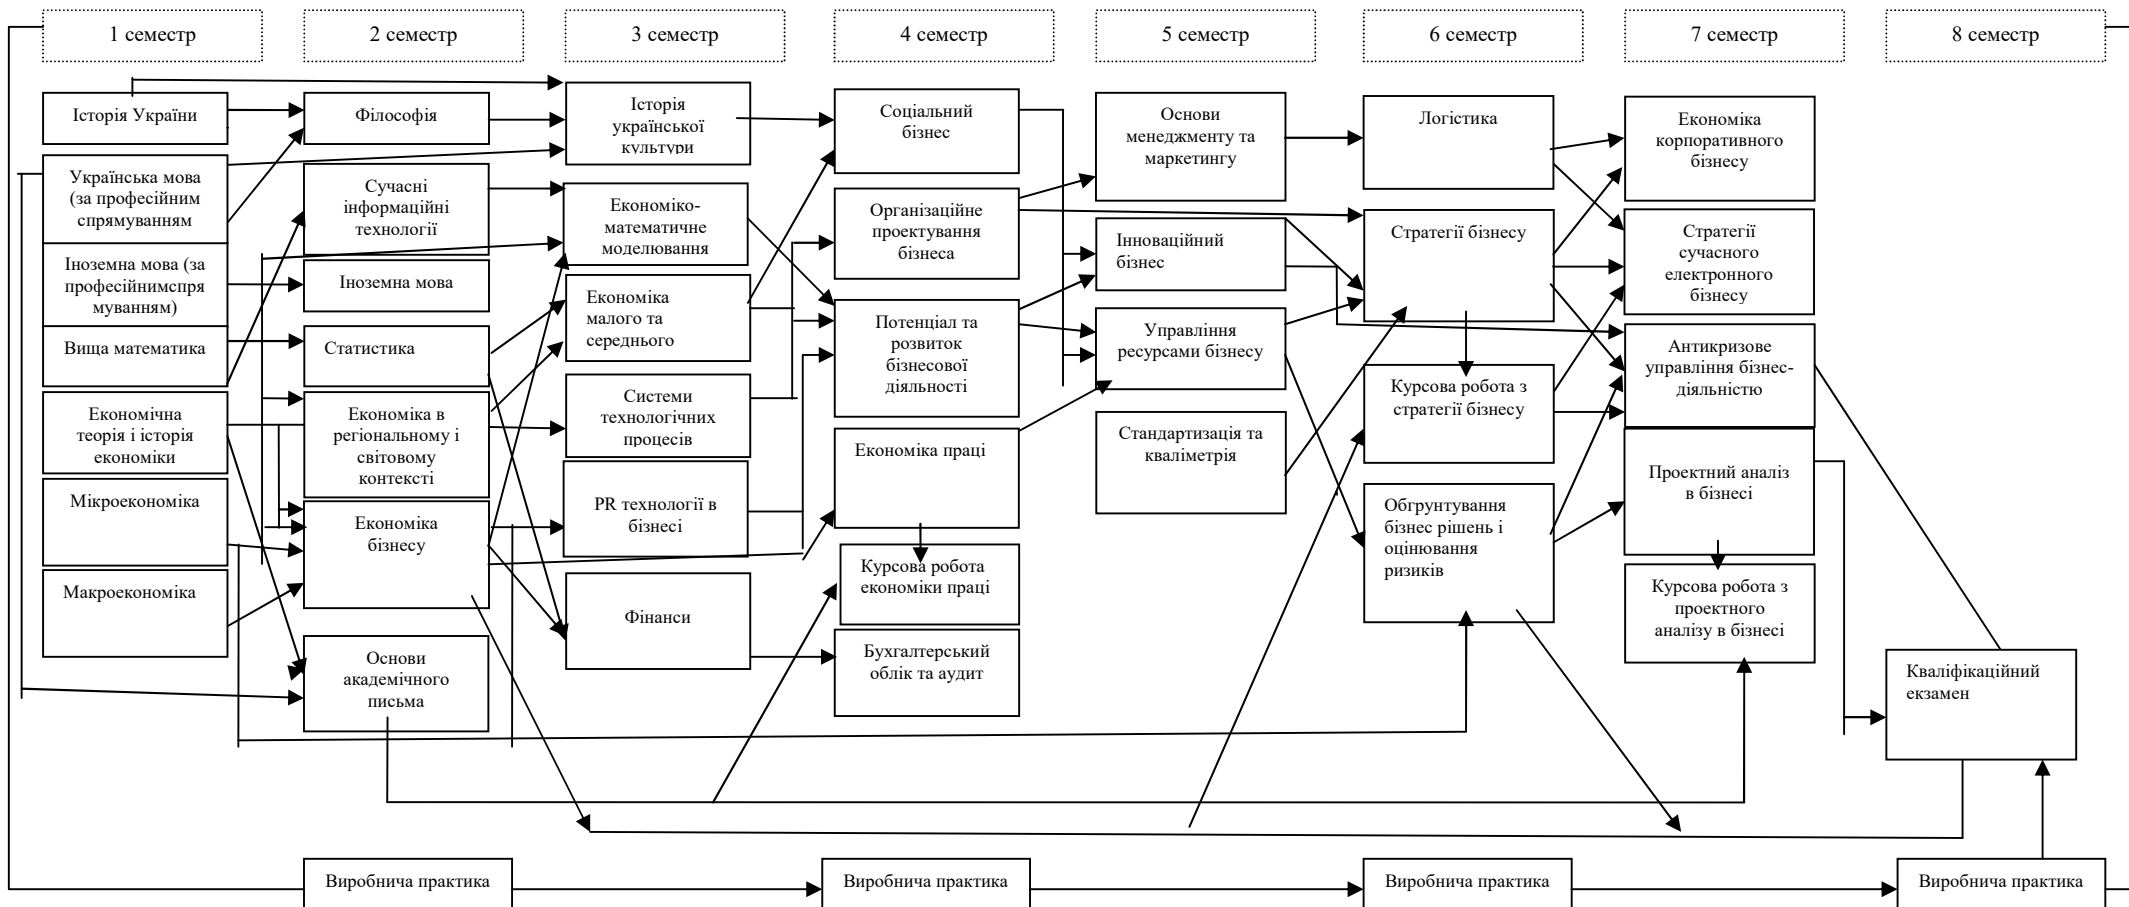 1 семестр
2 семестр
3 семестр
4 семестр
5 семестр
6 семестр
7 семестр
8 семестр
Історія України
Українська мова
(за професійним
спрямуванням
Іноземна мова (за
професійнимспря
муванням)
Вища математика
Економічна
теорія і історія
економіки
Мікроекономіка
Макроекономіка
Філософія
Сучасні
інформаційні
технології
Іноземна мова
Статистика
Економіка в
регіональному і
світовому
контексті
Економіка
бізнесу
Основи
академічного
письма
Історія
української
культури
Економіко-
математичне
моделювання
Економіка
малого та
середнього
Системи
технологічних
процесів
PR технології в
бізнесі
Фінанси
Соціальний
бізнес
Організаційне
проектування
бізнеса
Потенціал та
розвиток
бізнесової
діяльності
Економіка праці
Курсова робота
економіки праці
Бухгалтерський
облік та аудит
Основи
менеджменту та
маркетингу
Інноваційний
бізнес
Управління
ресурсами бізнесу
Стандартизація та
кваліметрія
Логістика
Стратегії бізнесу
Курсова робота з
стратегії бізнесу
Обгрунтування
бізнес рішень і
оцінювання
ризиків
Економіка
корпоративного
бізнесу
Стратегії
сучасного
електронного
бізнесу
Антикризове
управління бізнес-
діяльністю
Проектний аналіз
в бізнесі
Курсова робота з
проектного
аналізу в бізнесі
Кваліфікаційний
екзамен
Виробнича практика
Виробнича практика
Виробнича практика
Виробнича практика